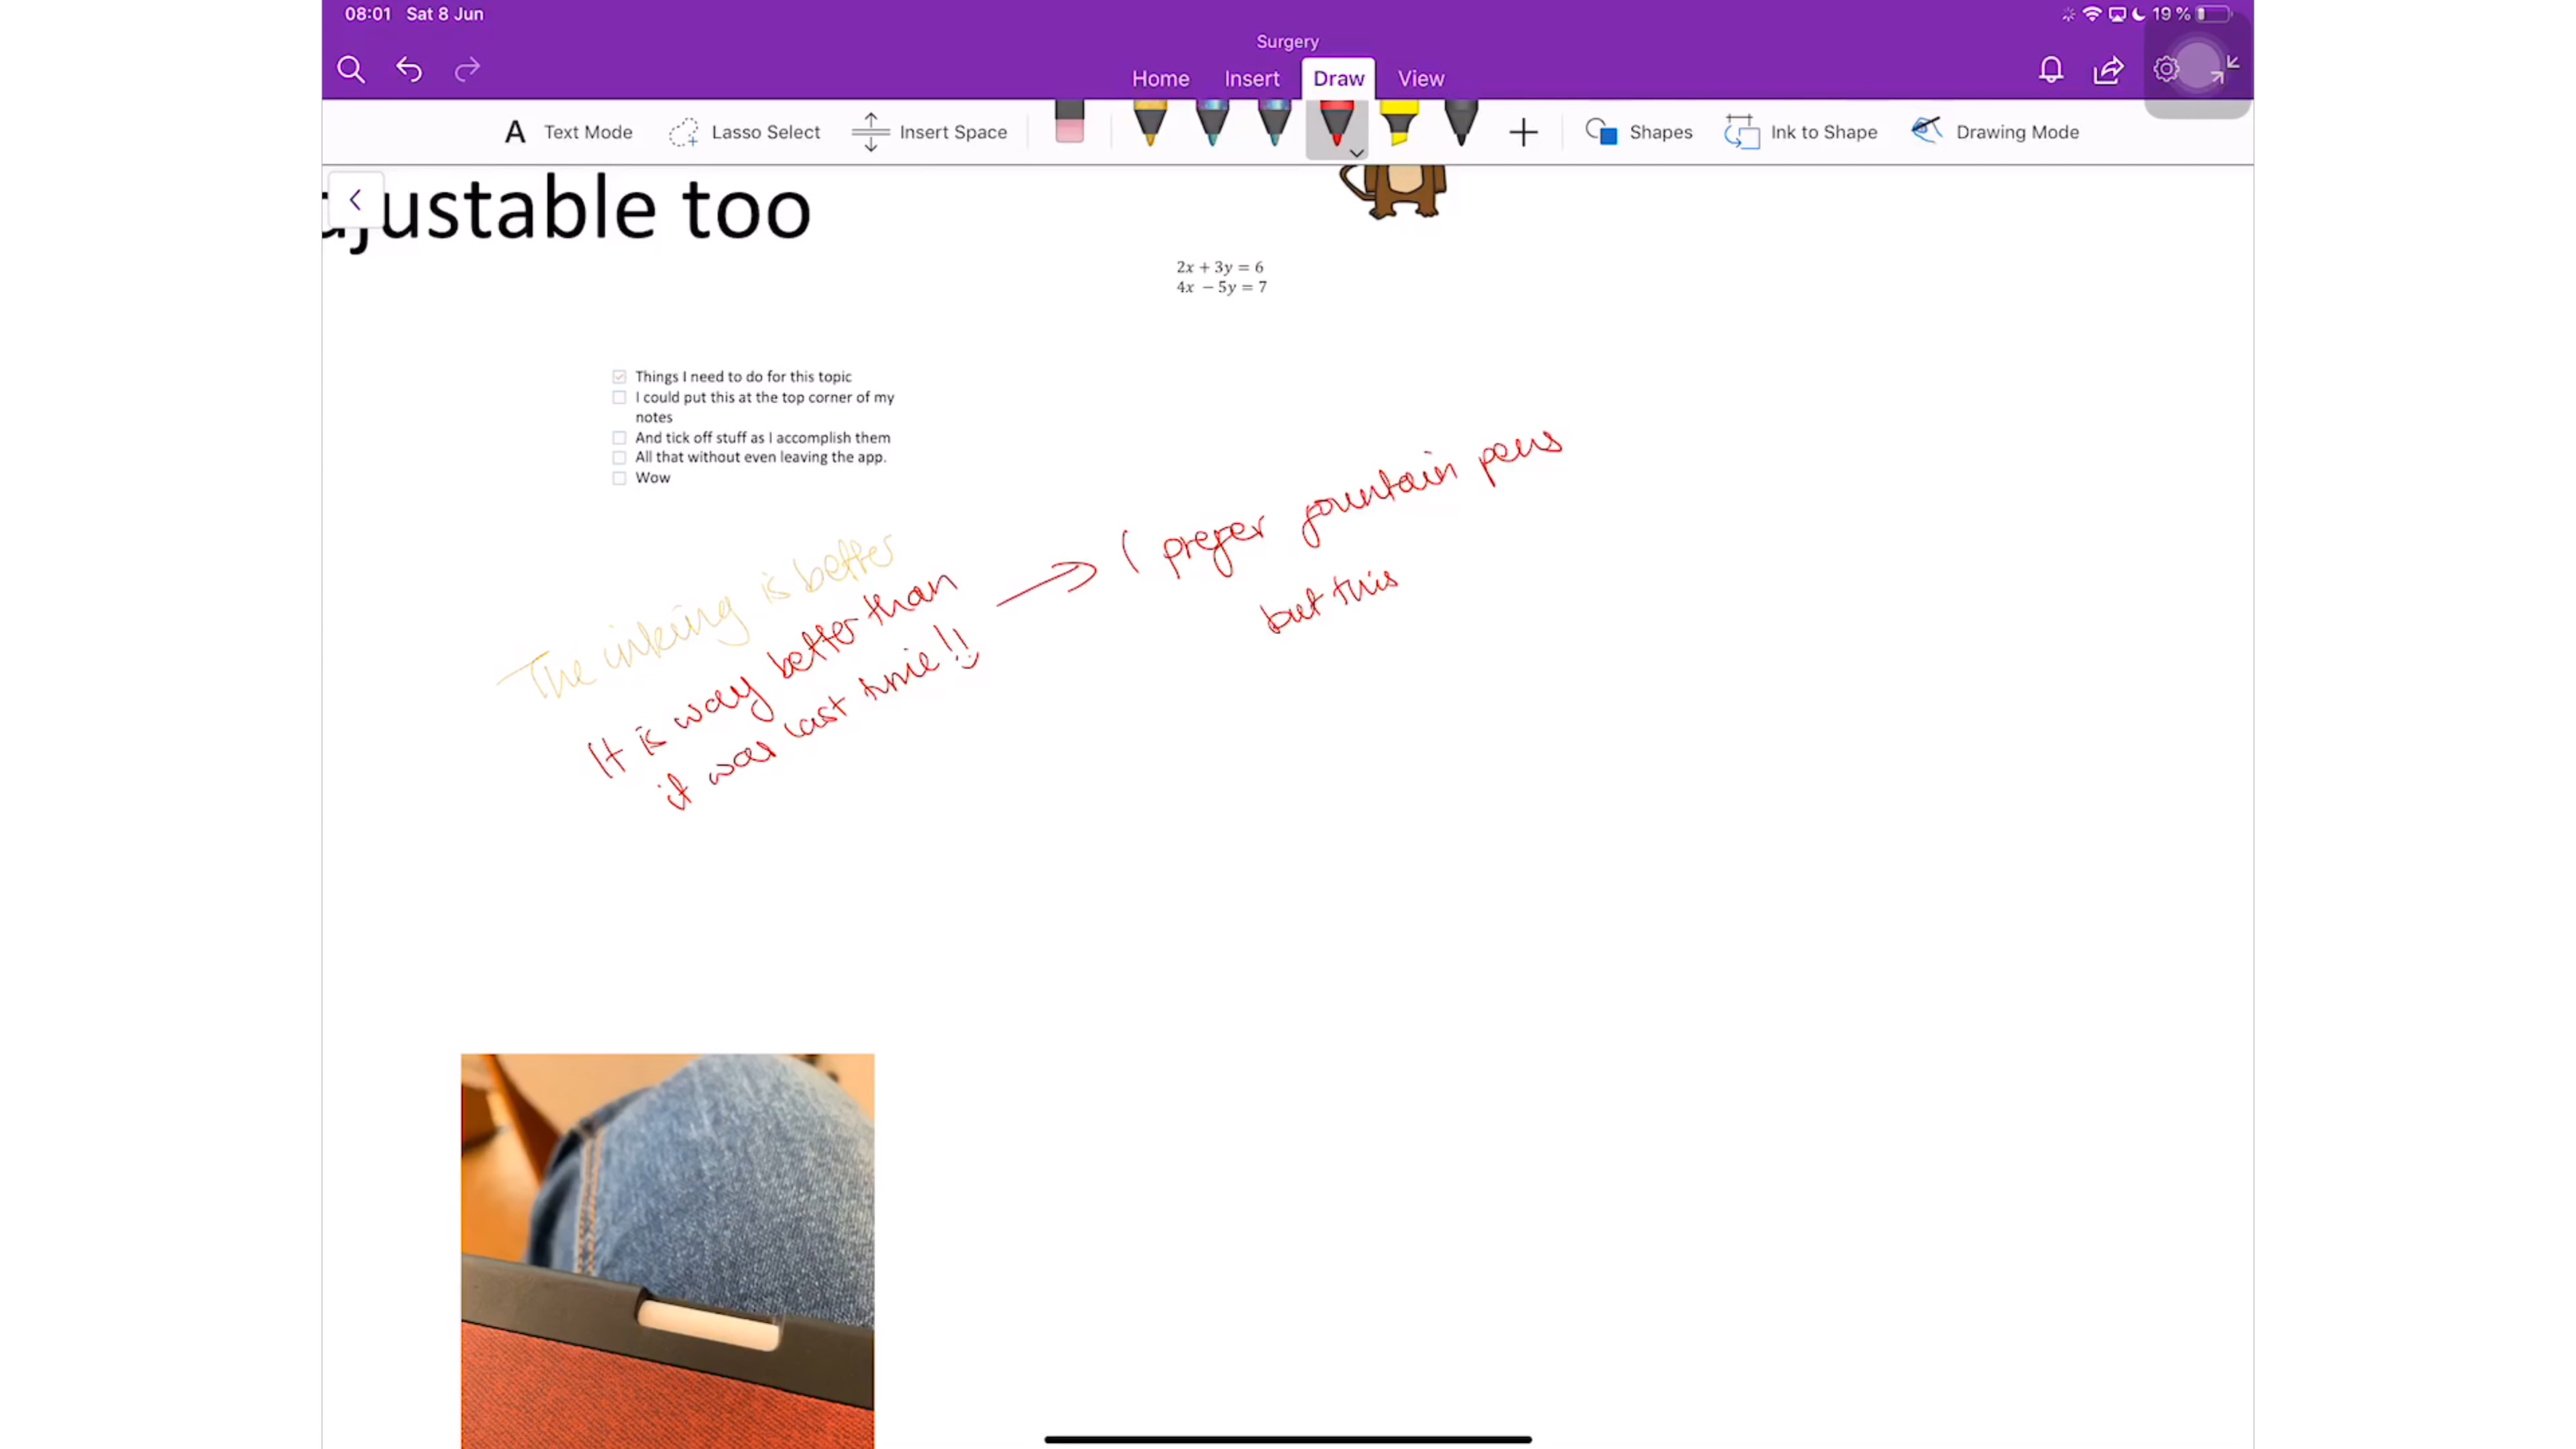 08:01 Sat 8 Jun
19 %
Surgery
Home Insert Draw View
A Text Mode Lasso Select Insert Space Shapes Ink to Shape Drawing Mode
djustable too
2x + 3y = 6
4x − 5y = 7
Things I need to do for this topic
I could put this at the top corner of my
notes
And tick off stuff as I accomplish them
All that without even leaving the app.
Wow
The inking is better
It is way better than
it was last time!!
I prefer fountain pens
but this